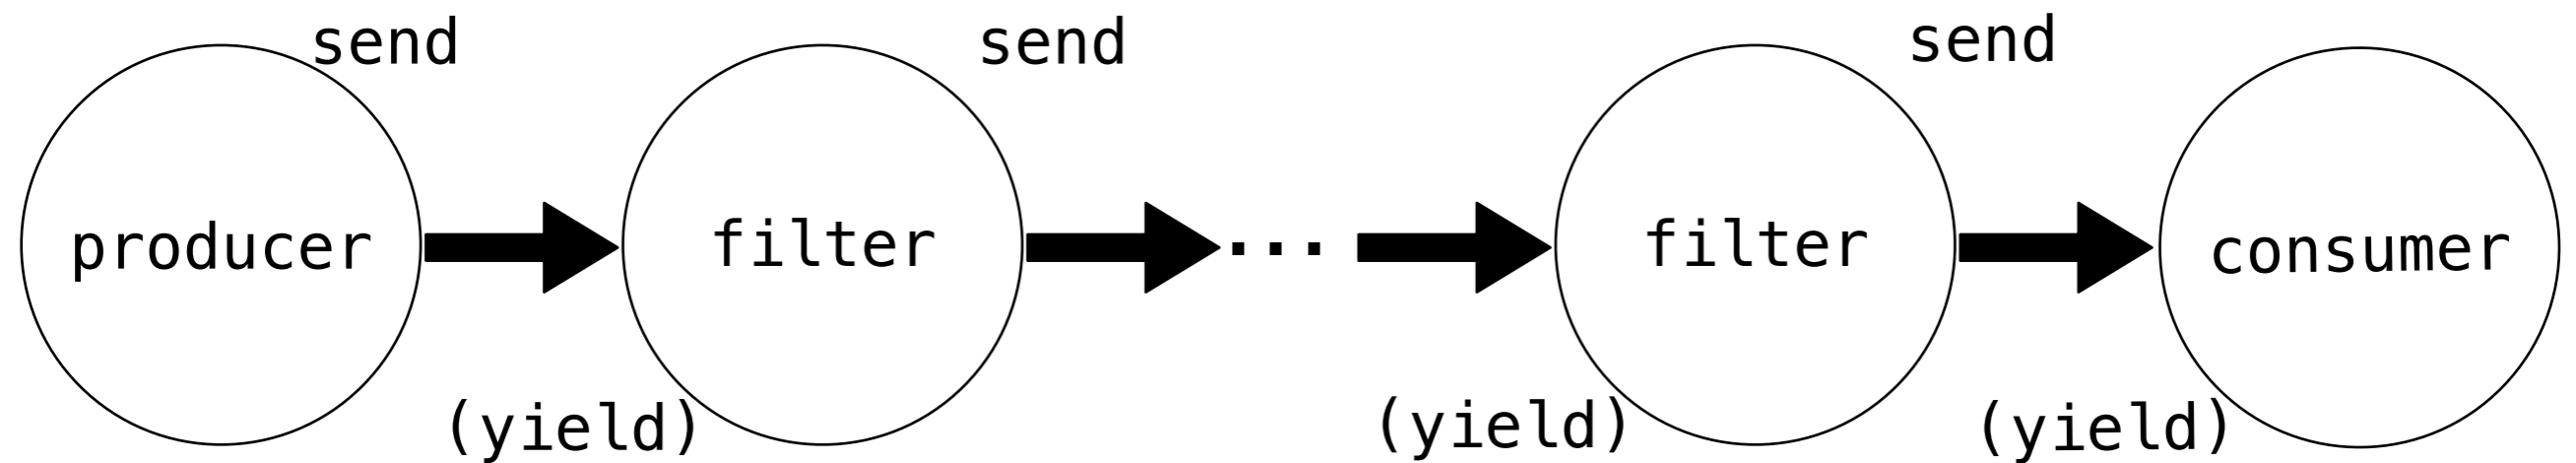 send send send
producer filter ... filter consumer
(yield) (yield) (yield)